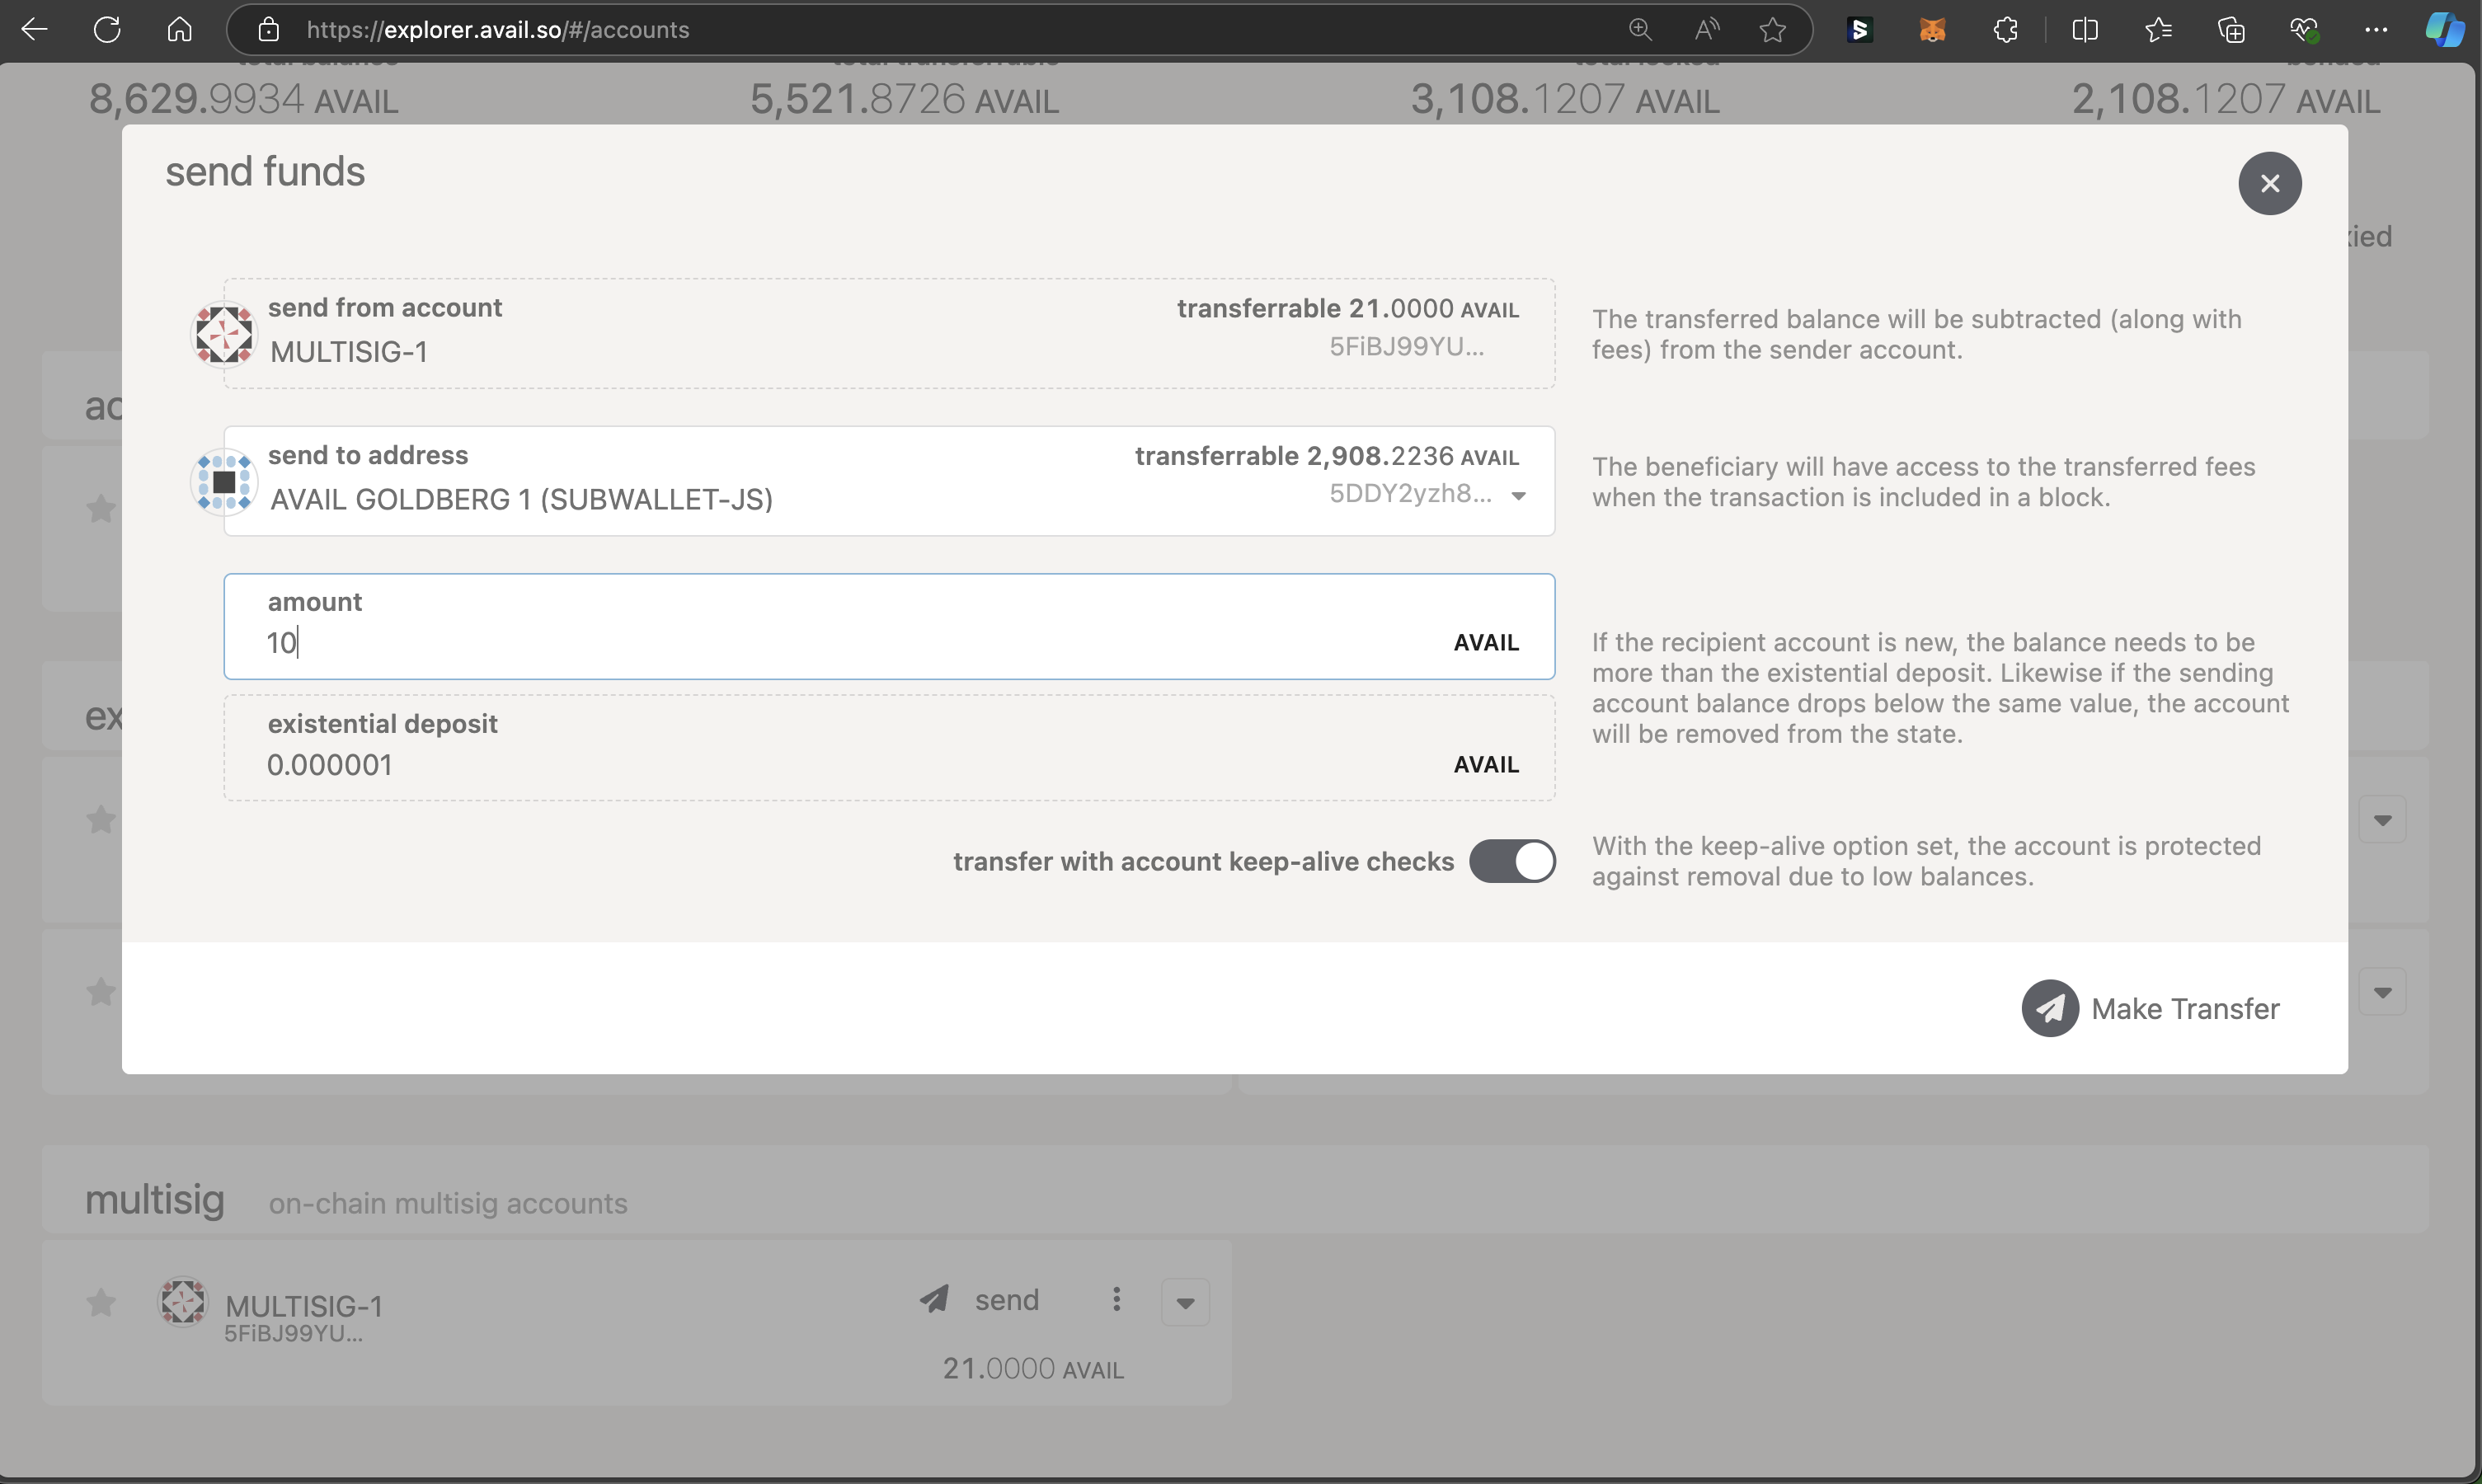 https://explorer.avail.so/#/accounts
8,629.9934 AVAIL
5,521.8726 AVAIL
3,108.1207 AVAIL
2,108.1207 AVAIL
send funds
send from account
transferrable 21.0000 AVAIL
MULTISIG-1
5FiBJ99YU...
The transferred balance will be subtracted (along with
fees) from the sender account.
send to address
transferrable 2,908.2236 AVAIL
AVAIL GOLDBERG 1 (SUBWALLET-JS)
5DDY2yzh8...
The beneficiary will have access to the transferred fees
when the transaction is included in a block.
amount
10
AVAIL
If the recipient account is new, the balance needs to be
more than the existential deposit. Likewise if the sending
account balance drops below the same value, the account
will be removed from the state.
existential deposit
0.000001
AVAIL
transfer with account keep-alive checks
With the keep-alive option set, the account is protected
against removal due to low balances.
Make Transfer
multisig
on-chain multisig accounts
MULTISIG-1
5FiBJ99YU...
send
21.0000 AVAIL